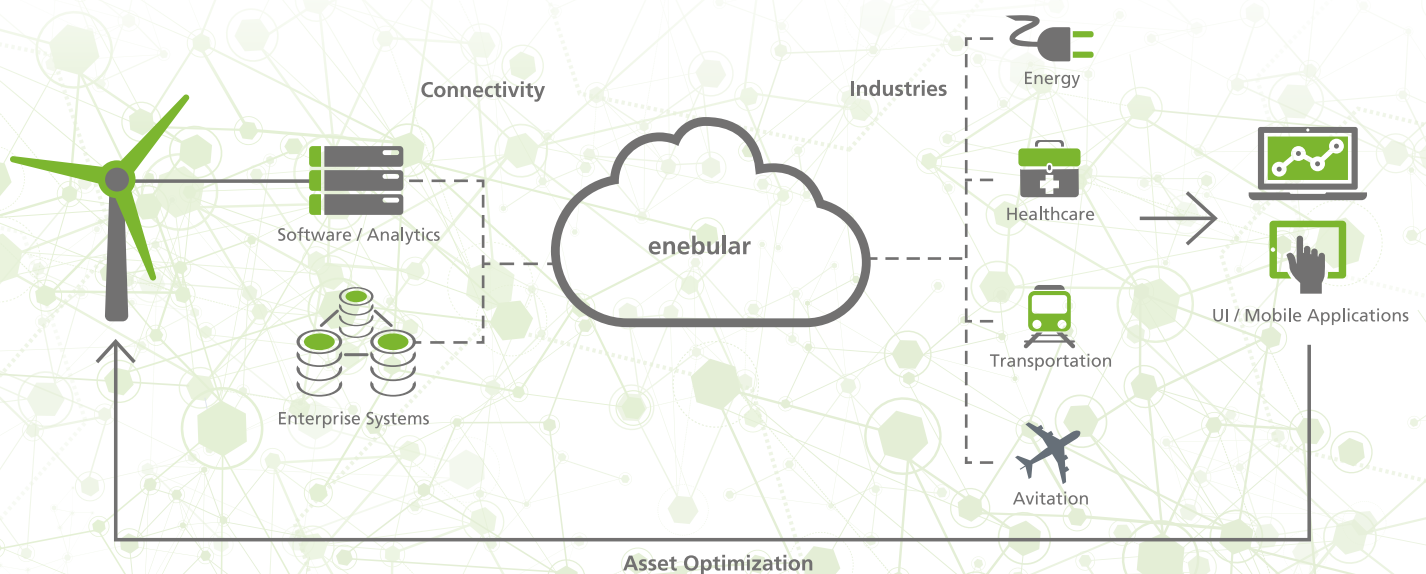 Connectivity
Industries
Energy
Healthcare
Software / Analytics
enebular
UI / Mobile Applications
Transportation
Enterprise Systems
Avitation
Asset Optimization